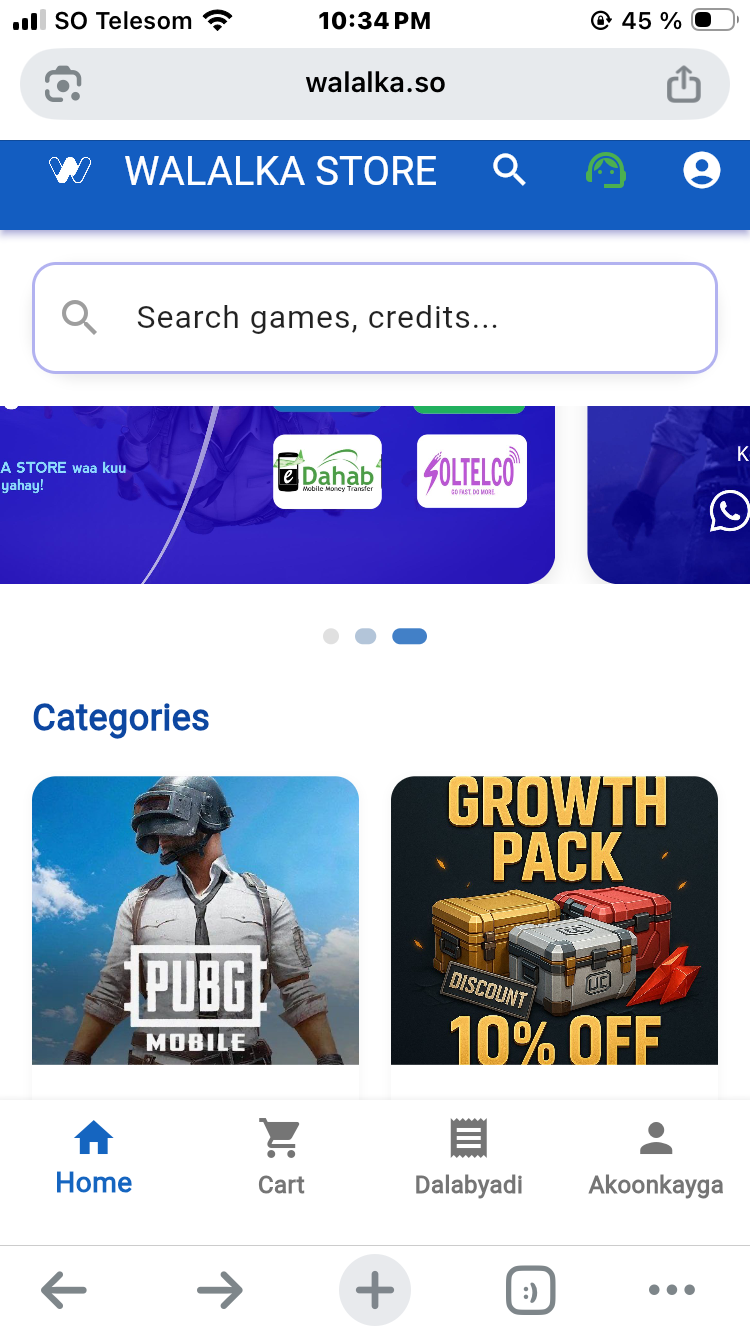 SO Telesom
10:34 PM
45 %
walalka.so
WALALKA STORE
Search games, credits...
A STORE waa kuu
yahay!
eDahab
Mobile Money Transfer
SOLTELCO
GO FAST. DO MORE.
K
Categories
PUBG
MOBILE
GROWTH
PACK
UC
DISCOUNT
10% OFF
Home
Cart
Dalabyadi
Akoonkayga
:)